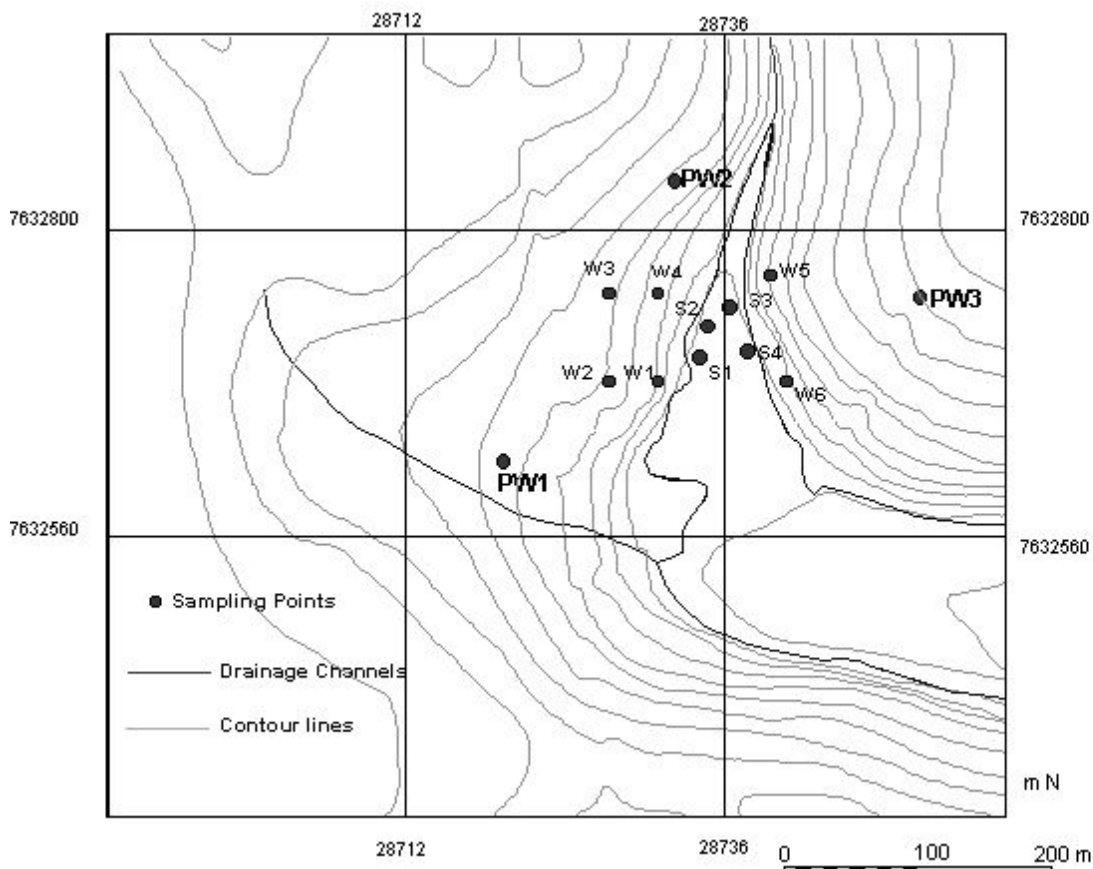 28712 28736
PW2
7632800 7632800
W3 W4 W5
PW3
S2 S3
S4
W2 W1 S1 W6
PW1
7632560 7632560
Sampling Points
Drainage Channels
Contour lines
m N
28712 28736
0 100 200 m